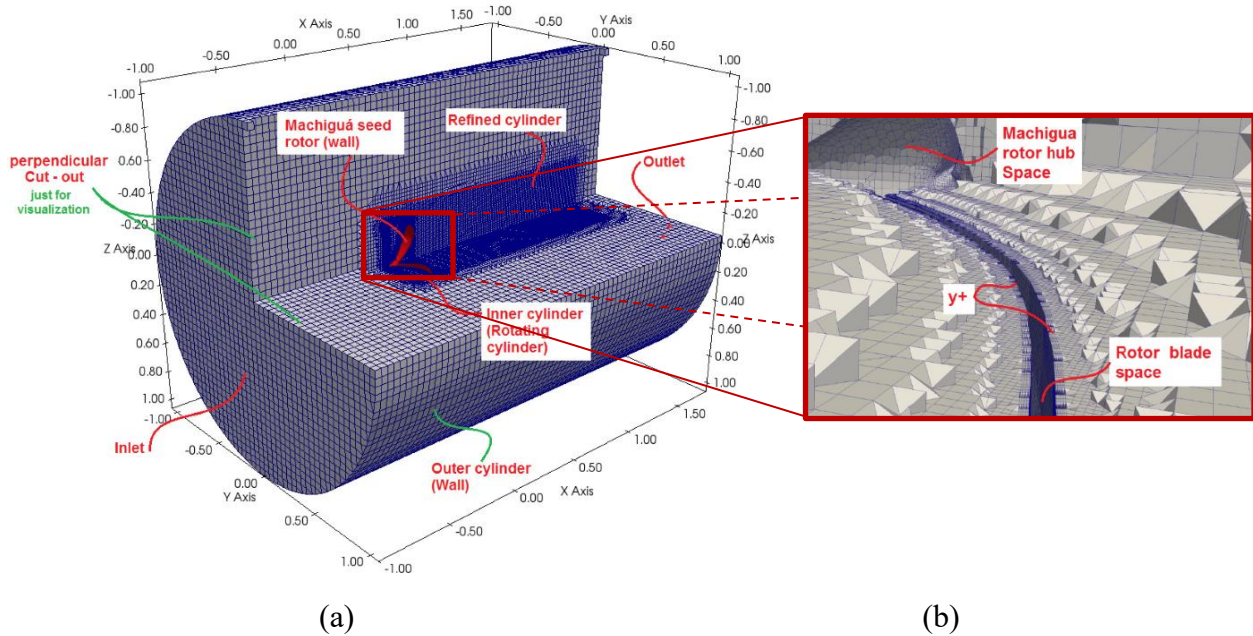 X Axis
-1.00
-0.50
0.00
0.50
1.00
1.50
-1.00
-0.50
Y Axis
0.00
0.50
1.00
-1.00
-0.80
0.60
-0.40
-0.20
Z Axis
0.00
0.20
0.40
0.60
0.80
1.00
-1.00
-0.80
-0.60
-0.40
-0.20
0.00
Z Axis
0.20
0.40
0.60
0.80
1.00
perpendicular
Cut - out
just for
visualization
Machiguá seed
rotor (wall)
Refined cylinder
Outlet
Inner cylinder
(Rotating
cylinder)
Inlet
Outer cylinder
(Wall)
-1.00
-0.50
0.00
Y Axis
0.50
1.00
-1.00
-0.50
0.00
X Axis
0.50
1.00
1.50
Machigua
rotor hub
Space
y+
Rotor blade
space
(a)
(b)